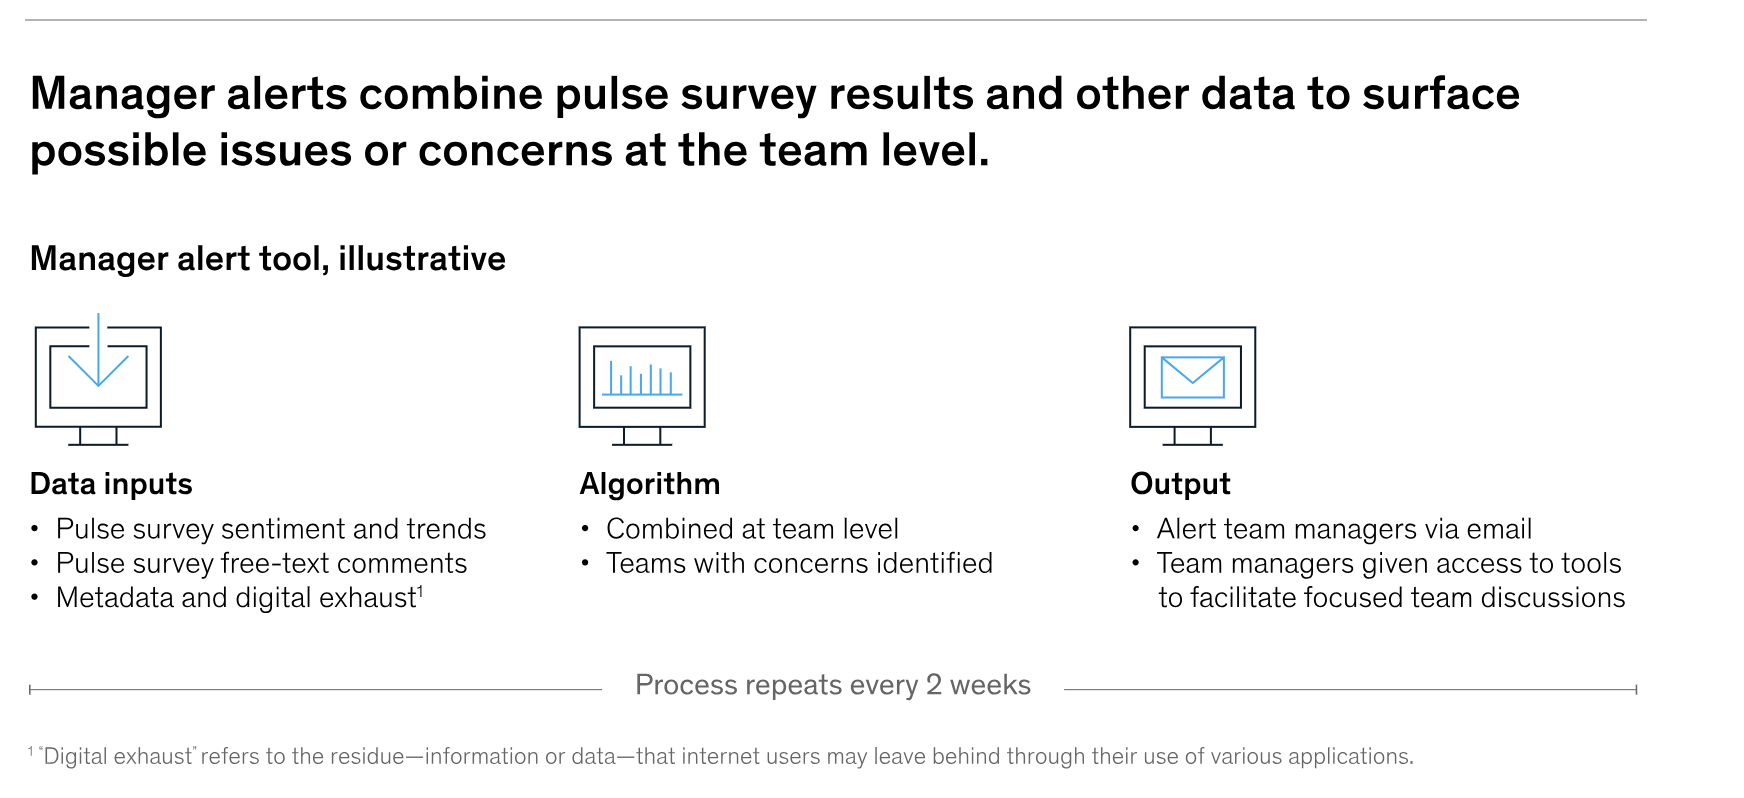 Manager alerts combine pulse survey results and other data to surface
possible issues or concerns at the team level.
Manager alert tool, illustrative
Data inputs
• Pulse survey sentiment and trends
• Pulse survey free-text comments
• Metadata and digital exhaust¹
Algorithm
• Combined at team level
• Teams with concerns identified
Output
• Alert team managers via email
• Team managers given access to tools
to facilitate focused team discussions
Process repeats every 2 weeks
¹ "Digital exhaust" refers to the residue—information or data—that internet users may leave behind through their use of various applications.